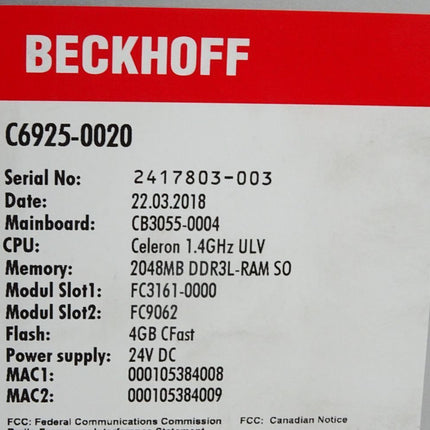 BECKHOFF
C6925-0020
Serial No: 2417803-003
Date: 22.03.2018
Mainboard: CB3055-0004
CPU: Celeron 1.4GHz ULV
Memory: 2048MB DDR3L-RAM SO
Modul Slot1: FC3161-0000
Modul Slot2: FC9062
Flash: 4GB CFast
Power supply: 24V DC
MAC1: 000105384008
MAC2: 000105384009
FCC: Federal Communications Commission FCC: Canadian Notice